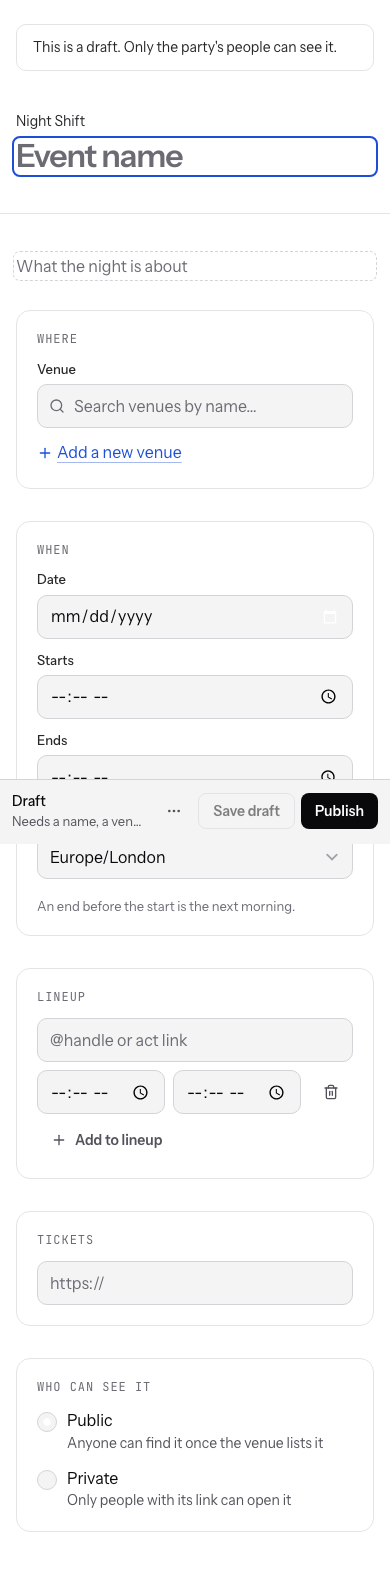 This is a draft. Only the party's people can see it.
Night Shift
Event name
What the night is about
WHERE
Venue
Search venues by name...
+ Add a new venue
WHEN
Date
mm/dd/yyyy
Starts
--:-- --
Ends
--:-- --
Draft
Needs a name, a ven...
Save draft
Publish
Europe/London
An end before the start is the next morning.
LINEUP
@handle or act link
--:-- -- --:-- --
+ Add to lineup
TICKETS
https://
WHO CAN SEE IT
Public
Anyone can find it once the venue lists it
Private
Only people with its link can open it